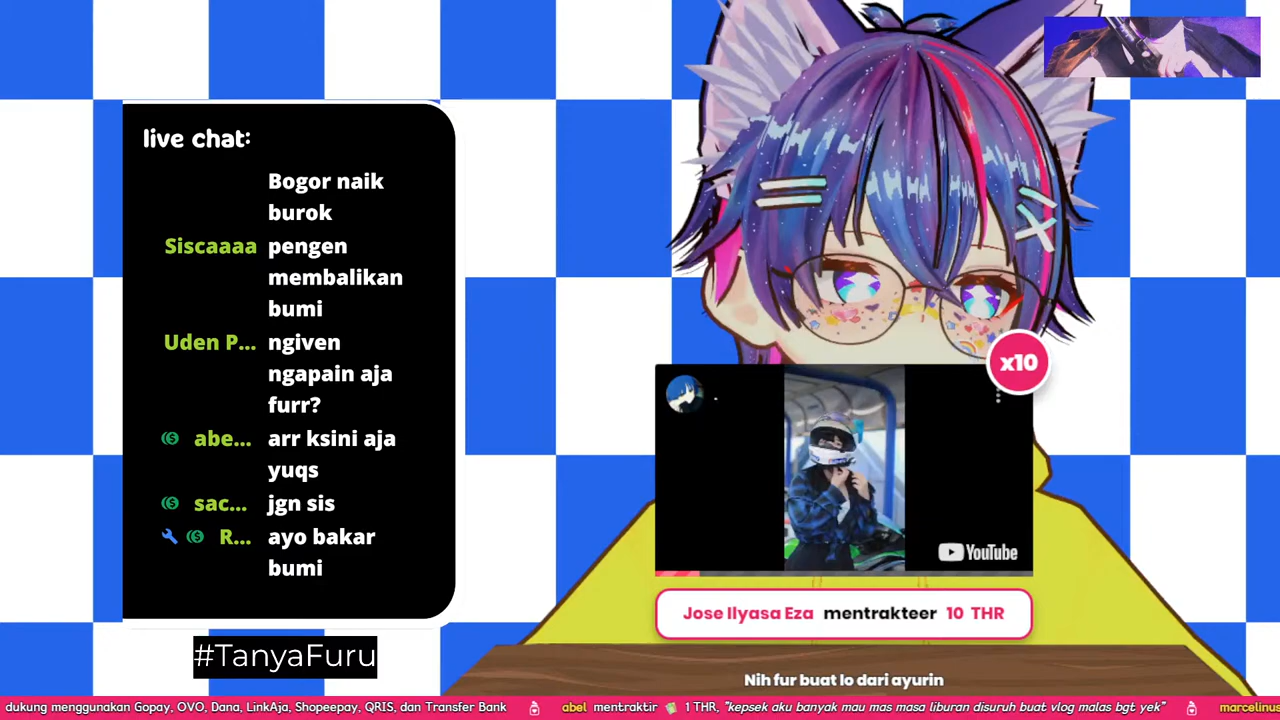 live chat:
Bogor naik
burok
Siscaaaa pengen
membalikan
bumi
Uden P... ngiven
ngapain aja
furr?
abe... arr ksini aja
yuqs
sac... jgn sis
R... ayo bakar
bumi
#TanyaFuru
x10
YouTube
Jose Ilyasa Eza mentrakteer 10 THR
Nih fur buat lo dari ayurin
dukung menggunakan Gopay, OVO, Dana, LinkAja, Shopeepay, QRIS, dan Transfer Bank abel mentraktir 1 THR, "kepsek aku banyak mau mas masa liburan disuruh buat vlog malas bgt yek" marcelinus